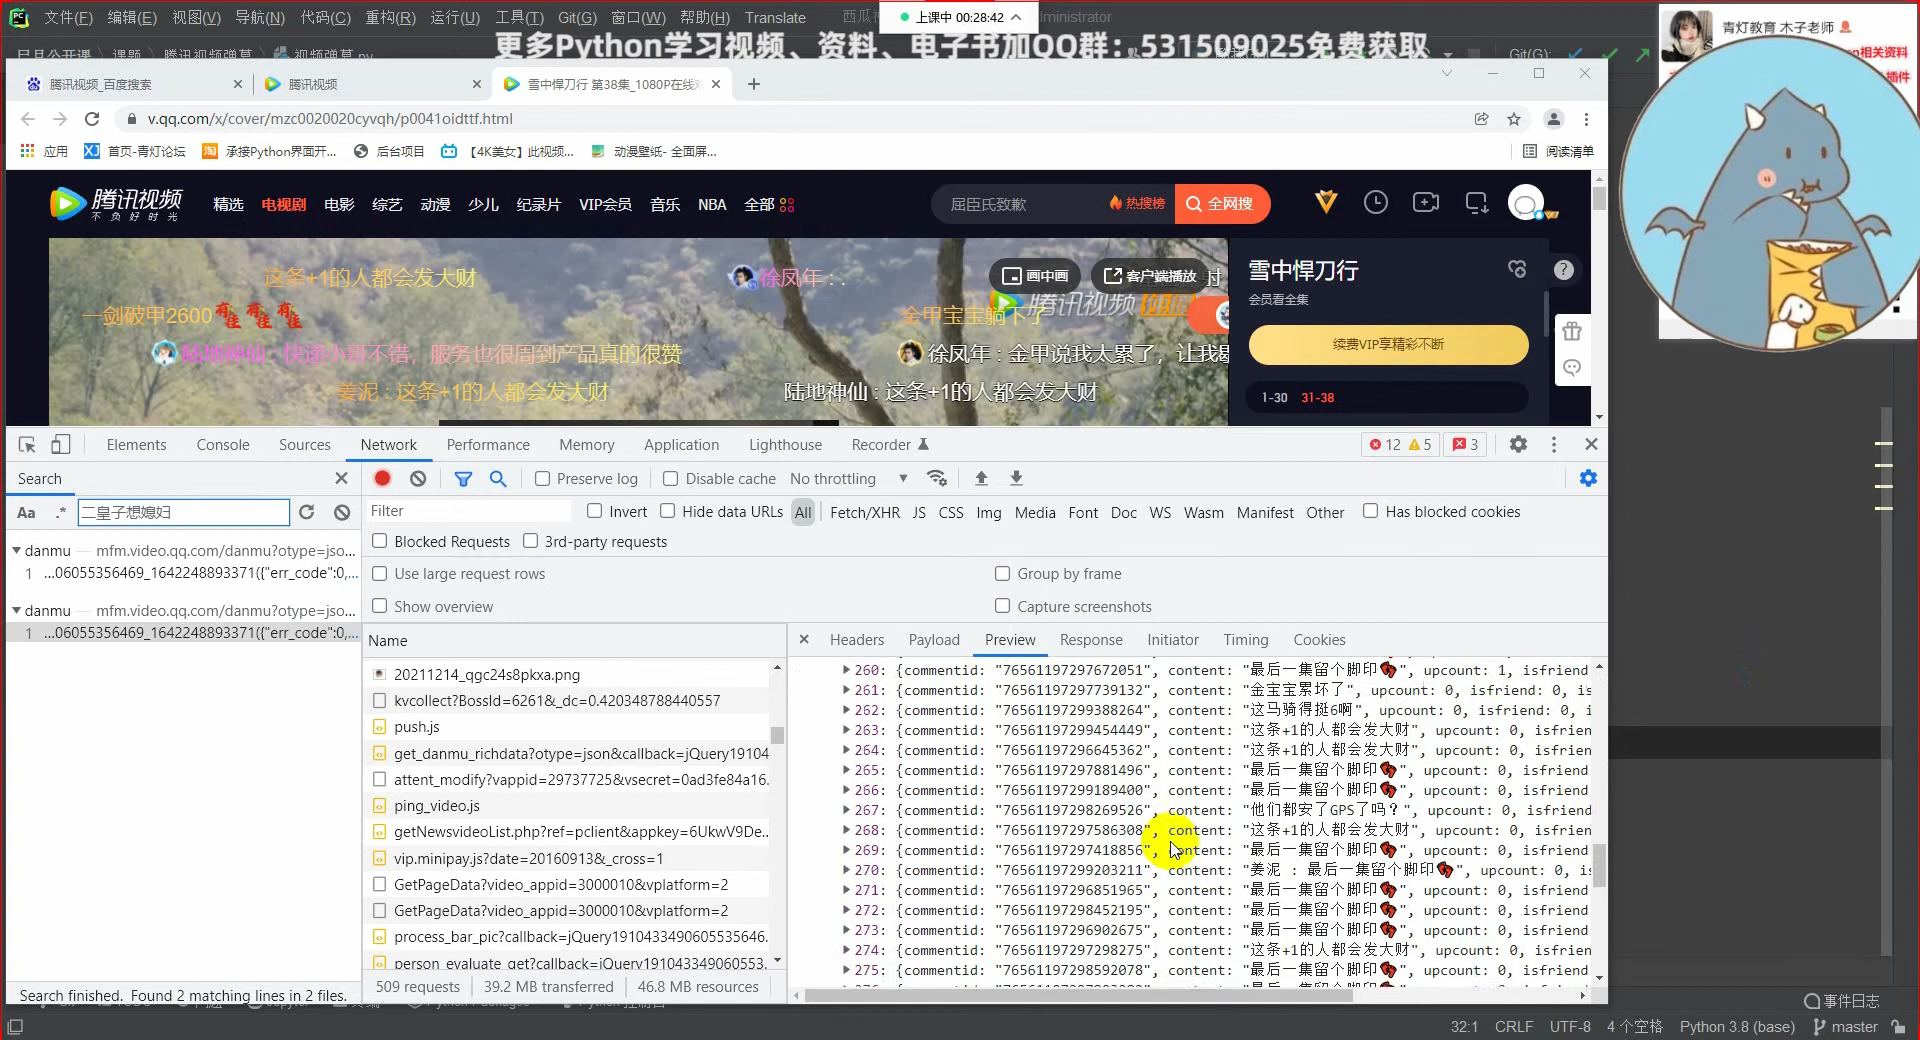 文件(F) 编辑(E) 视图(V) 导航(N) 代码(C) 重构(R) 运行(U) 工具(T) Git(G) 窗口(W) 帮助(H) Translate
上课中 00:28:42
更多Python学习视频、资料、电子书加QQ群：531509025免费获取
青灯教育 木子老师
腾讯视频_百度搜索
腾讯视频
雪中悍刀行 第38集_1080P在线
v.qq.com/x/cover/mzc0020020cyvqh/p0041oidttf.html
应用 首页-青灯论坛 承接Python界面开... 后台项目 【4K美女】此视频... 动漫壁纸- 全面屏...
阅读清单
腾讯视频
不负好时光
精选 电视剧 电影 综艺 动漫 少儿 纪录片 VIP会员 音乐 NBA 全部
屈臣氏致歉 热搜榜 全网搜
这条+1的人都会发大财
徐凤年 : .
画中画 客户端播放
雪中悍刀行
会员看全集
一剑破甲2600
金甲宝宝躺下了
腾讯视频
陆地神仙 : 快递小哥不错，服务也很周到产品真的很赞
徐凤年 : 金甲说我太累了，让我
续费VIP享精彩不断
姜泥 : 这条+1的人都会发大财
陆地神仙 : 这条+1的人都会发大财
1-30 31-38
Elements Console Sources Network Performance Memory Application Lighthouse Recorder
12 5 3
Search
Preserve log Disable cache No throttling
Aa .* 二皇子想媳妇
Filter Invert Hide data URLs All Fetch/XHR JS CSS Img Media Font Doc WS Wasm Manifest Other Has blocked cookies
Blocked Requests 3rd-party requests
danmu — mfm.video.qq.com/danmu?otype=jso...
1 ...06055356469_1642248893371({"err_code":0,...
danmu — mfm.video.qq.com/danmu?otype=jso...
1 ...06055356469_1642248893371({"err_code":0,...
Use large request rows Group by frame
Show overview Capture screenshots
Name
Headers Payload Preview Response Initiator Timing Cookies
20211214_qgc24s8pkxa.png
kvcollect?BossId=6261&_dc=0.420348788440557
push.js
get_danmu_richdata?otype=json&callback=jQuery19104
attent_modify?vappid=29737725&vsecret=0ad3fe84a16.
ping_video.js
getNewsvideoList.php?ref=pclient&appkey=6UkwV9De..
vip.minipay.js?date=20160913&_cross=1
GetPageData?video_appid=3000010&vplatform=2
GetPageData?video_appid=3000010&vplatform=2
process_bar_pic?callback=jQuery1910433490605535646.
person_evaluate_get?callback=jQuery191043349060553.
260: {commentid: "76561197297672051", content: "最后一集留个脚印👣", upcount: 1, isfriend
261: {commentid: "76561197297739132", content: "金宝宝累坏了", upcount: 0, isfriend: 0, is
262: {commentid: "76561197299388264", content: "这马骑得挺6啊", upcount: 0, isfriend: 0, i
263: {commentid: "76561197299454449", content: "这条+1的人都会发大财", upcount: 0, isfrien
264: {commentid: "76561197296645362", content: "这条+1的人都会发大财", upcount: 0, isfrien
265: {commentid: "76561197297881496", content: "最后一集留个脚印👣", upcount: 0, isfriend
266: {commentid: "76561197299189400", content: "最后一集留个脚印👣", upcount: 0, isfriend
267: {commentid: "76561197298269526", content: "他们都安了GPS了吗？", upcount: 0, isfriend
268: {commentid: "76561197297586308", content: "这条+1的人都会发大财", upcount: 0, isfrien
269: {commentid: "76561197297418856", content: "最后一集留个脚印👣", upcount: 0, isfriend
270: {commentid: "76561197299203211", content: "姜泥 : 最后一集留个脚印👣", upcount: 0, is
271: {commentid: "76561197296851965", content: "最后一集留个脚印👣", upcount: 0, isfriend
272: {commentid: "76561197298452195", content: "最后一集留个脚印👣", upcount: 0, isfriend
273: {commentid: "76561197296902675", content: "最后一集留个脚印👣", upcount: 0, isfriend
274: {commentid: "76561197297298275", content: "这条+1的人都会发大财", upcount: 0, isfrien
275: {commentid: "76561197298592078", content: "最后一集留个脚印👣", upcount: 0, isfriend
Search finished. Found 2 matching lines in 2 files.
509 requests 39.2 MB transferred 46.8 MB resources
事件日志
32:1 CRLF UTF-8 4 个空格 Python 3.8 (base) master